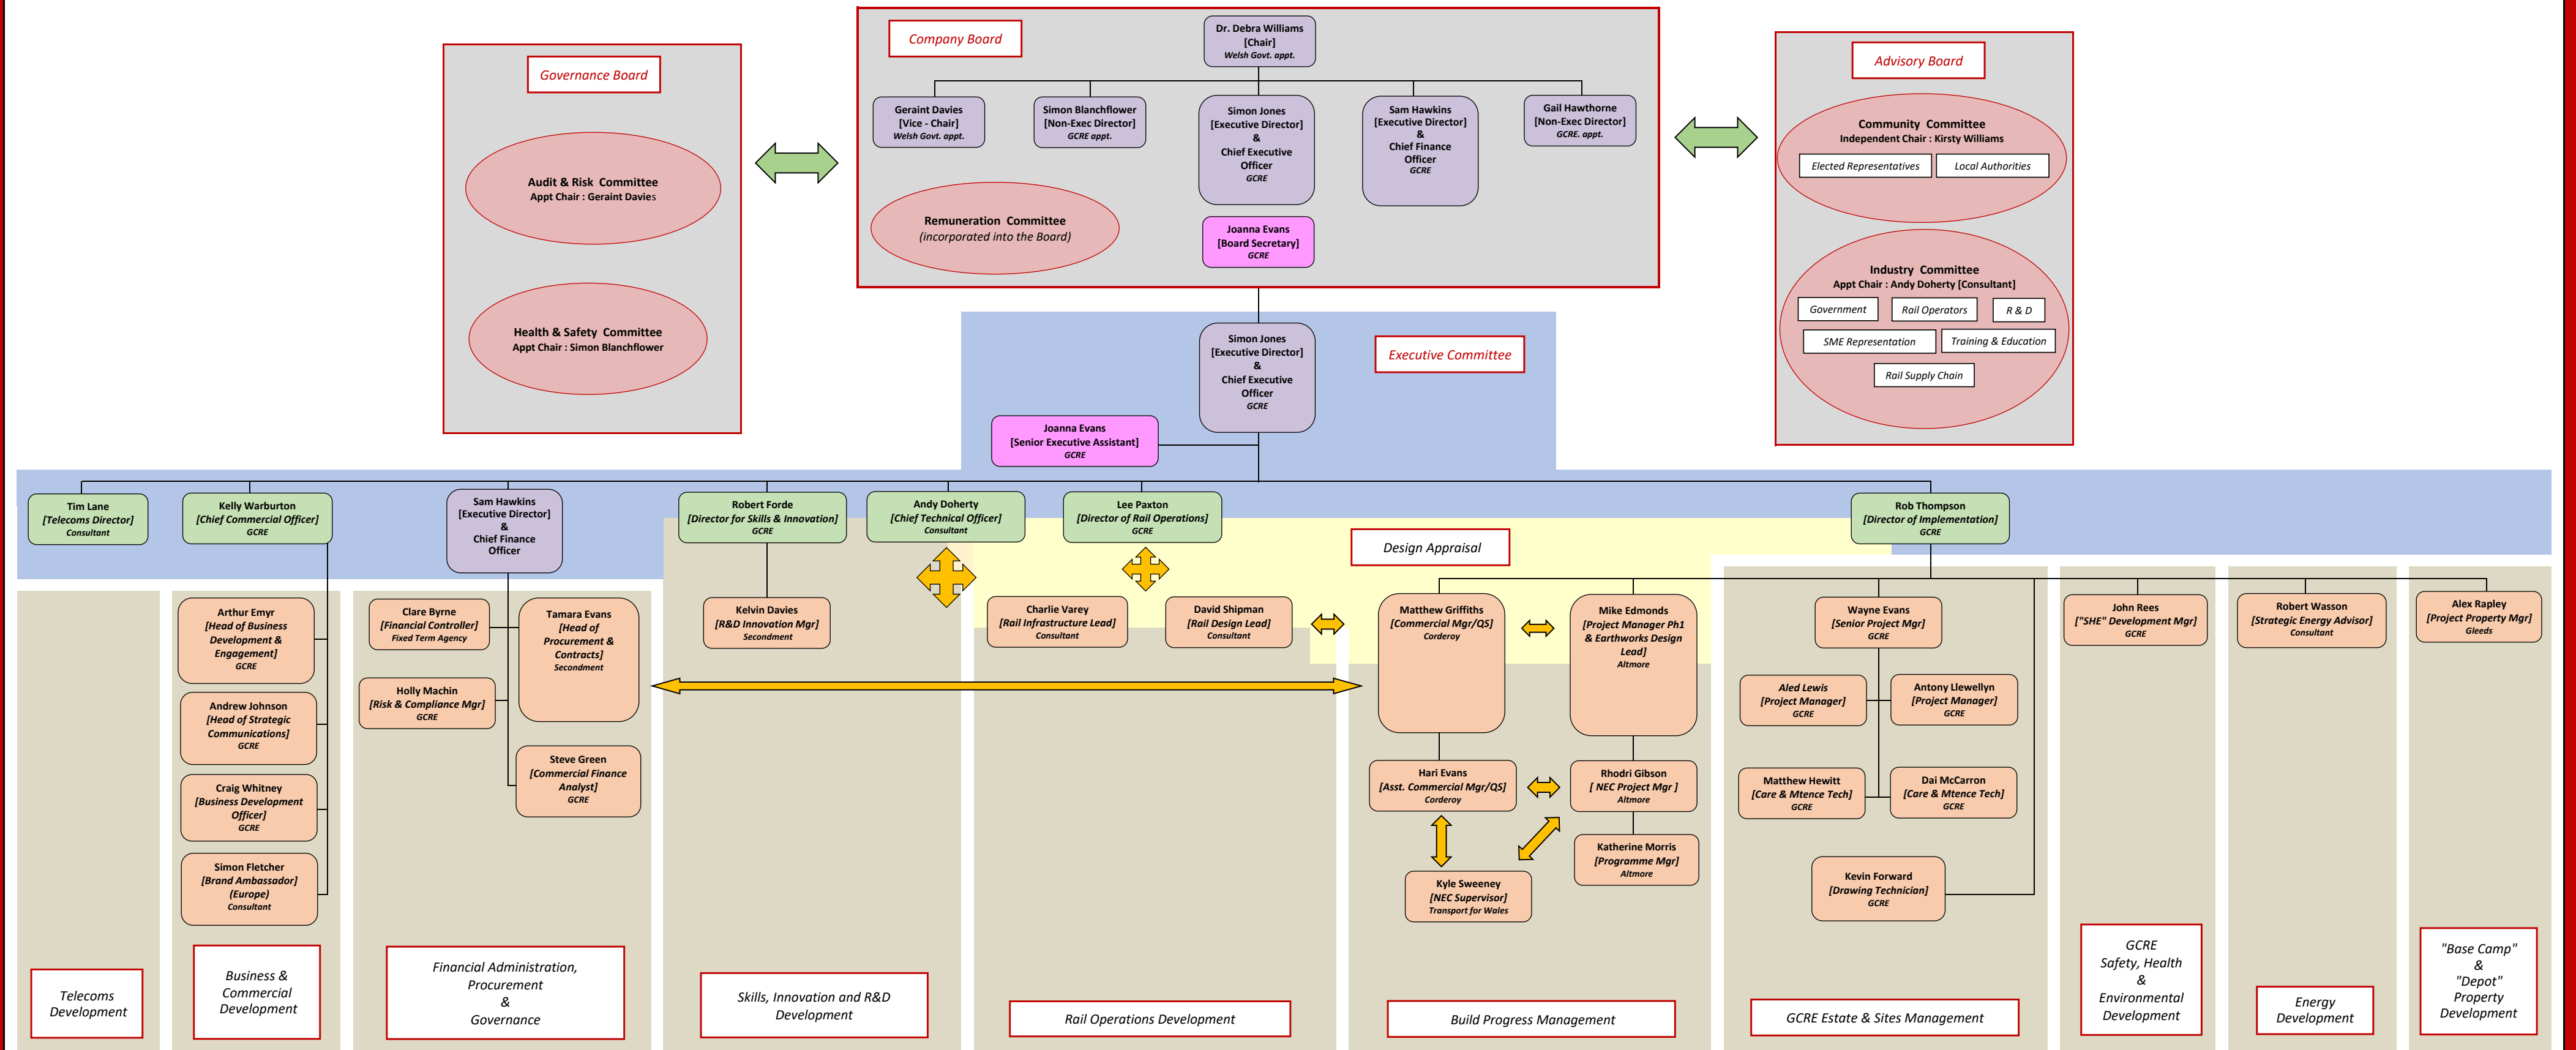 Governance Board
Audit & Risk  Committee
Appt Chair : Geraint Davies
Health & Safety  Committee
Appt Chair : Simon Blanchflower
Company Board
Dr. Debra Williams
[Chair]
Welsh Govt. appt.
Geraint Davies
[Vice - Chair]
Welsh Govt. appt.
Simon Blanchflower
[Non-Exec Director]
GCRE appt.
Simon Jones
[Executive Director]
&
Chief Executive
Officer
GCRE
Sam Hawkins
[Executive Director]
&
Chief Finance
Officer
GCRE
Gail Hawthorne
[Non-Exec Director]
GCRE. appt.
Remuneration  Committee
(incorporated into the Board)
Joanna Evans
[Board Secretary]
GCRE
Advisory Board
Community Committee
Independent Chair : Kirsty Williams
Elected Representatives
Local Authorities
Industry  Committee
Appt Chair : Andy Doherty [Consultant]
Government
Rail Operators
R & D
SME Representation
Training & Education
Rail Supply Chain
Simon Jones
[Executive Director]
&
Chief Executive
Officer
GCRE
Executive Committee
Joanna Evans
[Senior Executive Assistant]
GCRE
Tim Lane
[Telecoms Director]
Consultant
Kelly Warburton
[Chief Commercial Officer]
GCRE
Sam Hawkins
[Executive Director]
&
Chief Finance
Officer
Robert Forde
[Director for Skills & Innovation]
GCRE
Andy Doherty
[Chief Technical Officer]
Consultant
Lee Paxton
[Director of Rail Operations]
GCRE
Design Appraisal
Rob Thompson
[Director of Implementation]
GCRE
Arthur Emyr
[Head of Business
Development &
Engagement]
GCRE
Andrew Johnson
[Head of Strategic
Communications]
GCRE
Craig Whitney
[Business Development
Officer]
GCRE
Simon Fletcher
[Brand Ambassador]
(Europe)
Consultant
Clare Byrne
[Financial Controller]
Fixed Term Agency
Tamara Evans
[Head of
Procurement &
Contracts]
Secondment
Holly Machin
[Risk & Compliance Mgr]
GCRE
Steve Green
[Commercial Finance
Analyst]
GCRE
Kelvin Davies
[R&D Innovation Mgr]
Secondment
Charlie Varey
[Rail Infrastructure Lead]
Consultant
David Shipman
[Rail Design Lead]
Consultant
Matthew Griffiths
[Commercial Mgr/QS]
Corderoy
Mike Edmonds
[Project Manager Ph1
& Earthworks Design
Lead]
Altmore
Hari Evans
[Asst. Commercial Mgr/QS]
Corderoy
Rhodri Gibson
[ NEC Project Mgr ]
Altmore
Katherine Morris
[Programme Mgr]
Altmore
Kyle Sweeney
[NEC Supervisor]
Transport for Wales
Wayne Evans
[Senior Project Mgr]
GCRE
Aled Lewis
[Project Manager]
GCRE
Antony Llewellyn
[Project Manager]
GCRE
Matthew Hewitt
[Care & Mtence Tech]
GCRE
Dai McCarron
[Care & Mtence Tech]
GCRE
Kevin Forward
[Drawing Technician]
GCRE
John Rees
["SHE" Development Mgr]
GCRE
Robert Wasson
[Strategic Energy Advisor]
Consultant
Alex Rapley
[Project Property Mgr]
Gleeds
Telecoms
Development
Business &
Commercial
Development
Financial Administration,
Procurement
&
Governance
Skills, Innovation and R&D
Development
Rail Operations Development
Build Progress Management
GCRE Estate & Sites Management
GCRE
Safety, Health
&
Environmental
Development
Energy
Development
"Base Camp"
&
"Depot"
Property
Development